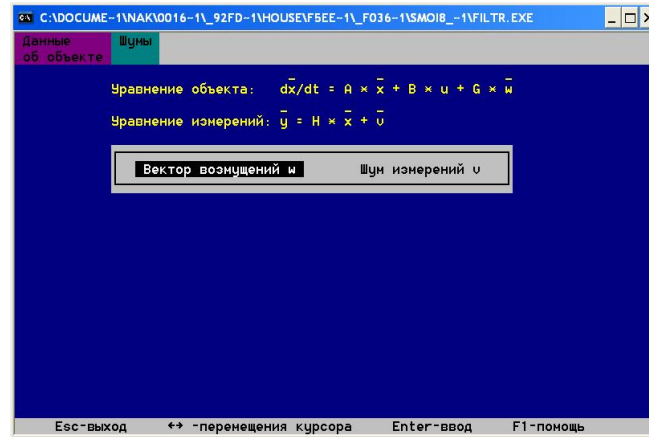 C:\DOCUME~1\NAK\0016~1\_92FD~1\HOUSE\F5EE~1\_F036~1\SMOI8_~1\FILTR.EXE
Данные Шумы
об объекте
Уравнение объекта: dx̅/dt = A × x̅ + B × u + G × w̅
Уравнение измерений: y̅ = H × x̅ + υ̅
Вектор возмущений w Шум измерений υ
Esc-выход ↔ -перемещения курсора Enter-ввод F1-помощь